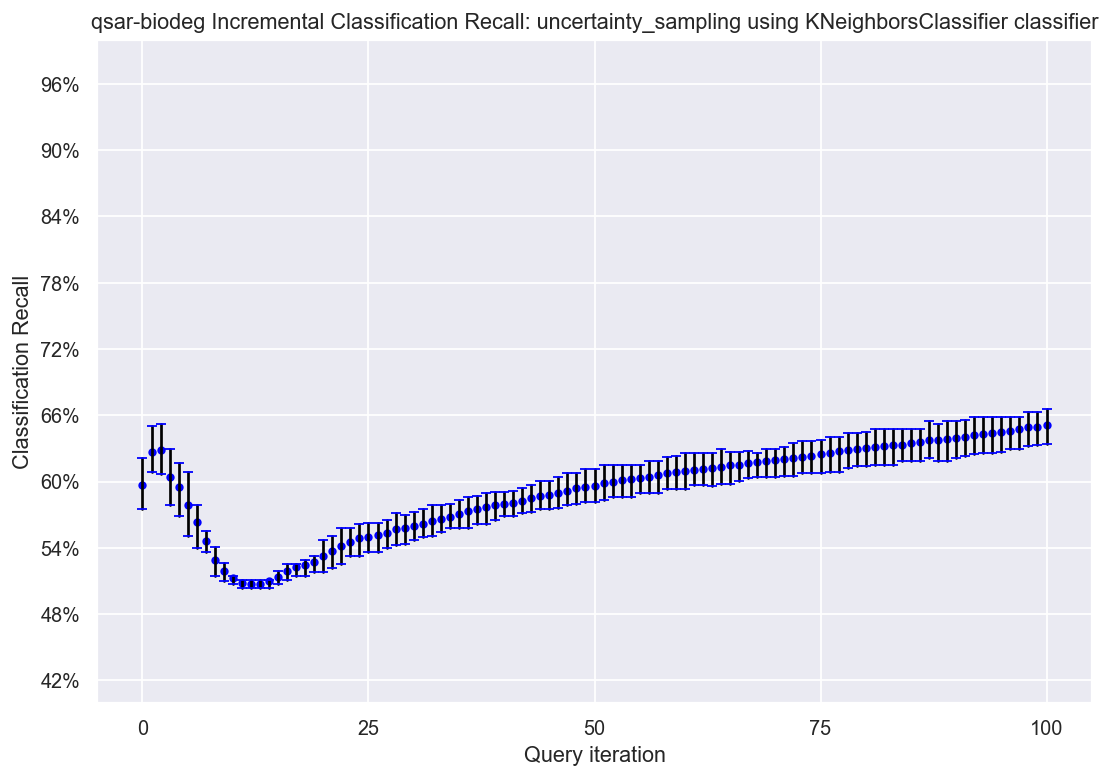 qsar-biodeg Incremental Classification Recall: uncertainty_sampling using KNeighborsClassifier classifier
96%
90%
84%
78%
72%
66%
60%
54%
48%
42%
Classification Recall
0 25 50 75 100
Query iteration